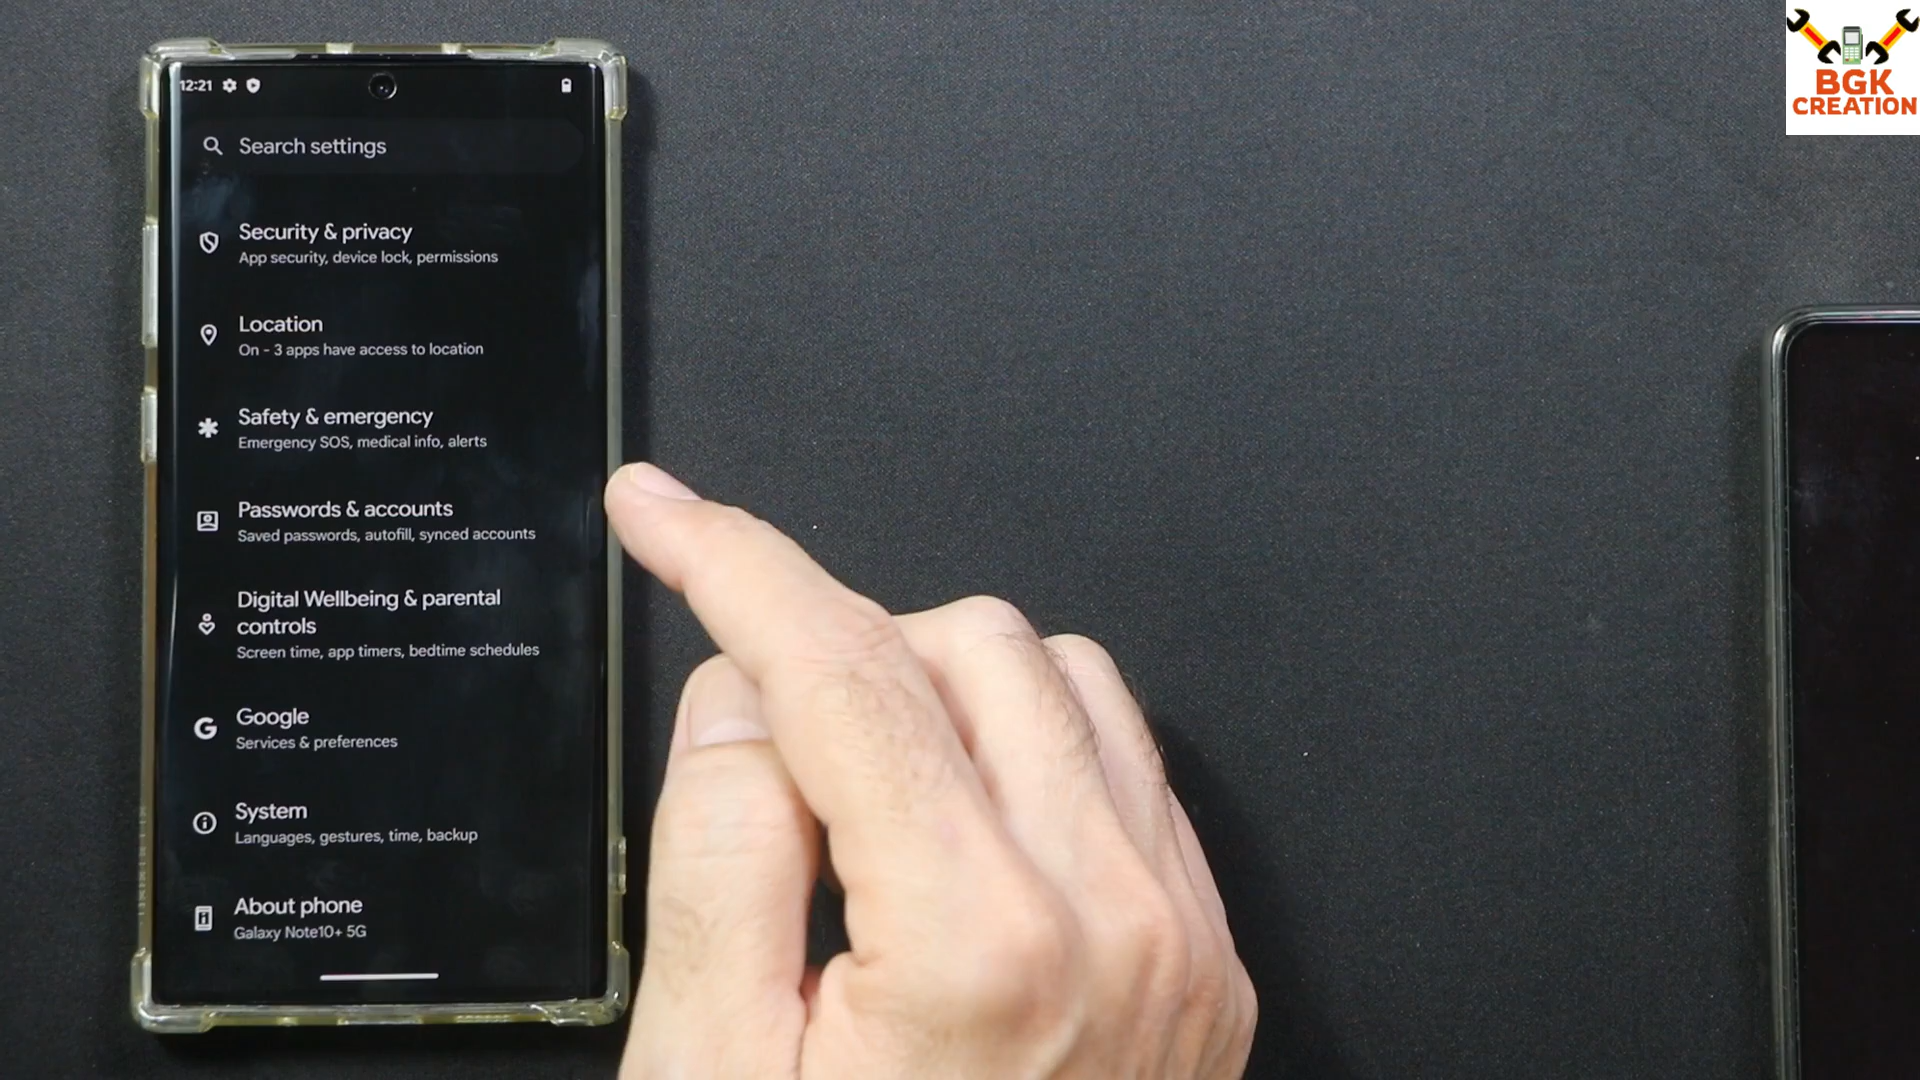 12:21
Search settings
Security & privacy
App security, device lock, permissions
Location
On - 3 apps have access to location
Safety & emergency
Emergency SOS, medical info, alerts
Passwords & accounts
Saved passwords, autofill, synced accounts
Digital Wellbeing & parental
controls
Screen time, app timers, bedtime schedules
Google
Services & preferences
System
Languages, gestures, time, backup
About phone
Galaxy Note10+ 5G
BGK
CREATION